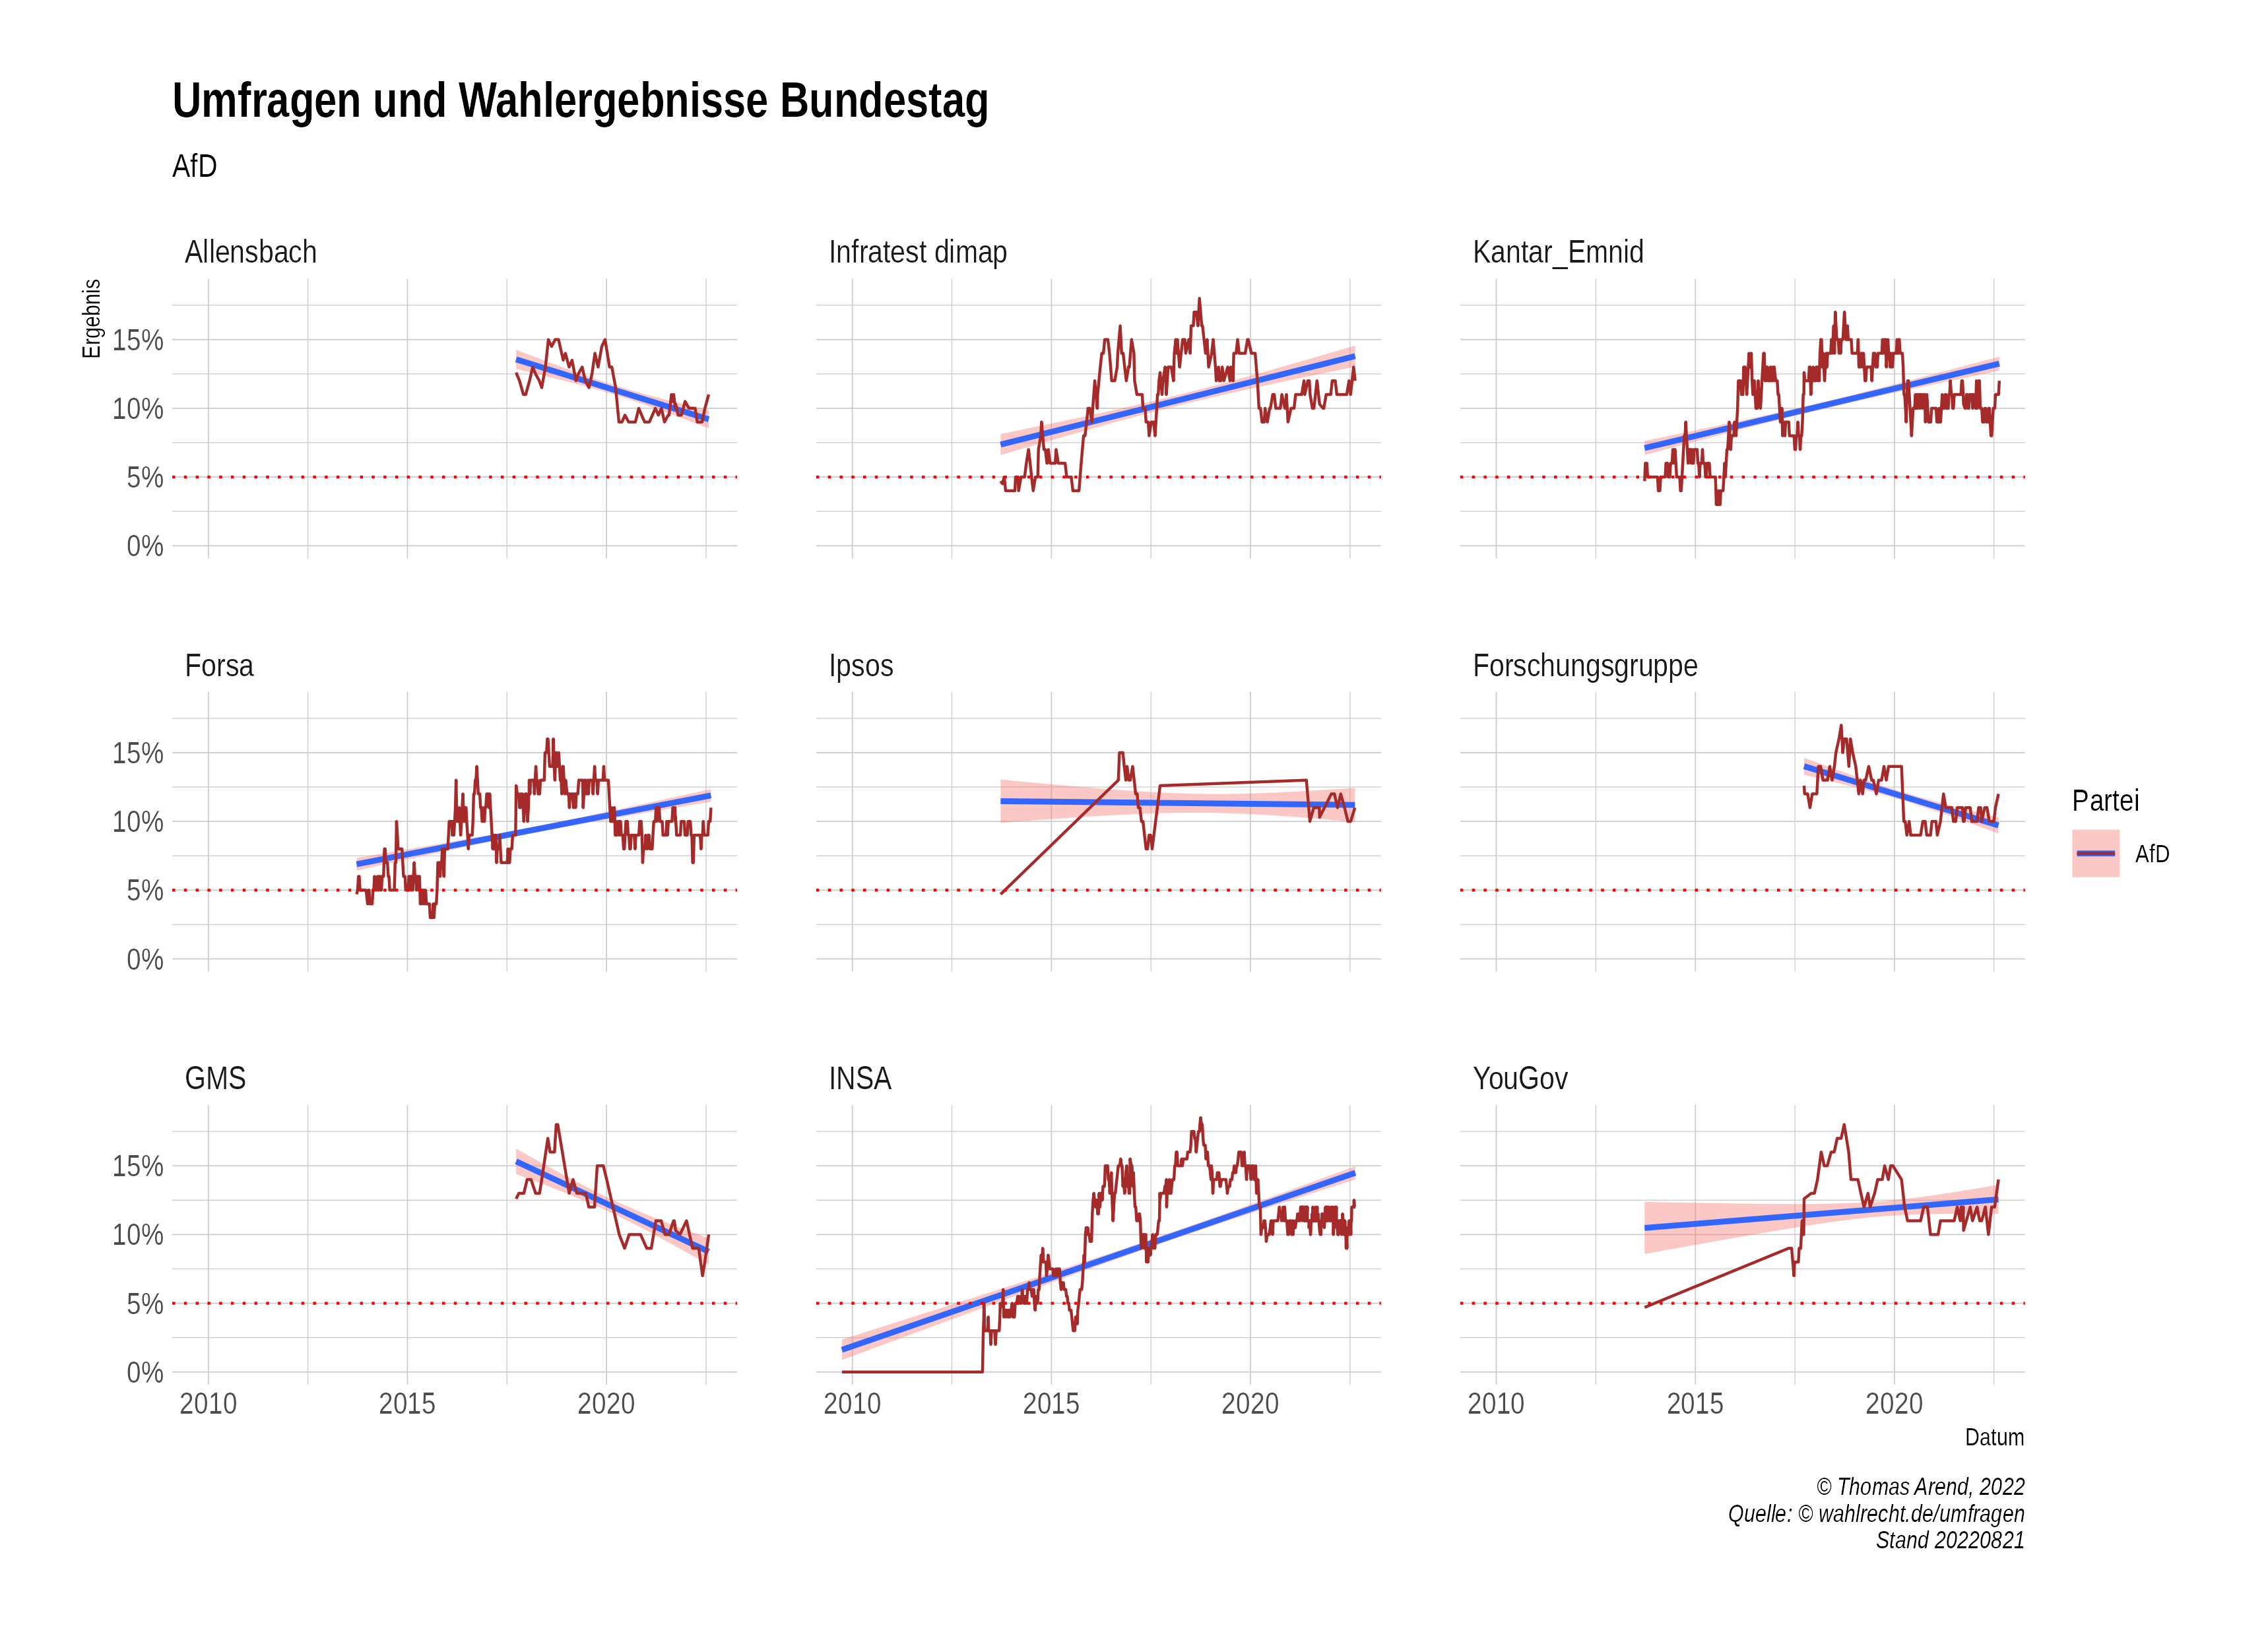 Umfragen und Wahlergebnisse Bundestag
AfD
Allensbach
Infratest dimap
Kantar_Emnid
Ergebnis
15%
10%
5%
0%
Forsa
Ipsos
Forschungsgruppe
15%
10%
5%
0%
Partei
AfD
GMS
INSA
YouGov
15%
10%
5%
0%
2010 2015 2020 2010 2015 2020 2010 2015 2020
Datum
© Thomas Arend, 2022
Quelle: © wahlrecht.de/umfragen
Stand 20220821